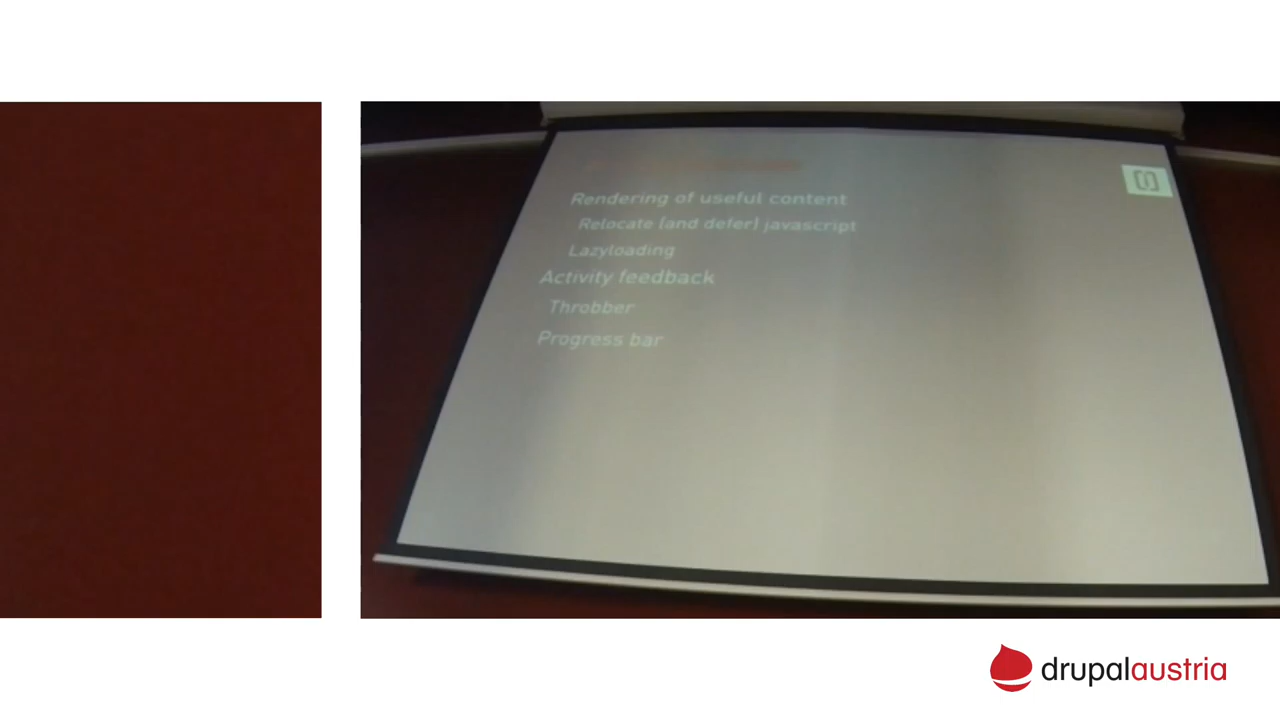 Rendering of useful content
Relocate (and defer) javascript
Lazyloading
Activity feedback
Throbber
Progress bar
drupalaustria